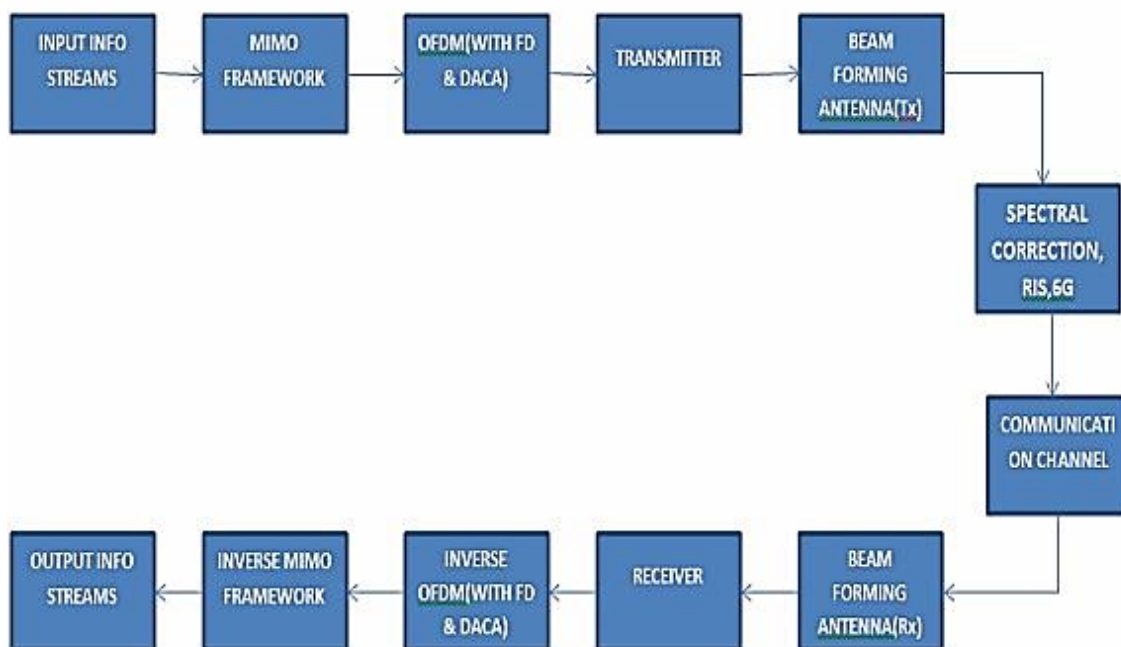 INPUT INFO
STREAMS
MIMO
FRAMEWORK
OFDM(WITH FD
& DACA)
TRANSMITTER
BEAM
FORMING
ANTENNA(Tx)
SPECTRAL
CORRECTION,
RIS,6G
COMMUNICATI
ON CHANNEL
BEAM
FORMING
ANTENNA(Rx)
RECEIVER
INVERSE
OFDM(WITH FD
& DACA)
INVERSE MIMO
FRAMEWORK
OUTPUT INFO
STREAMS